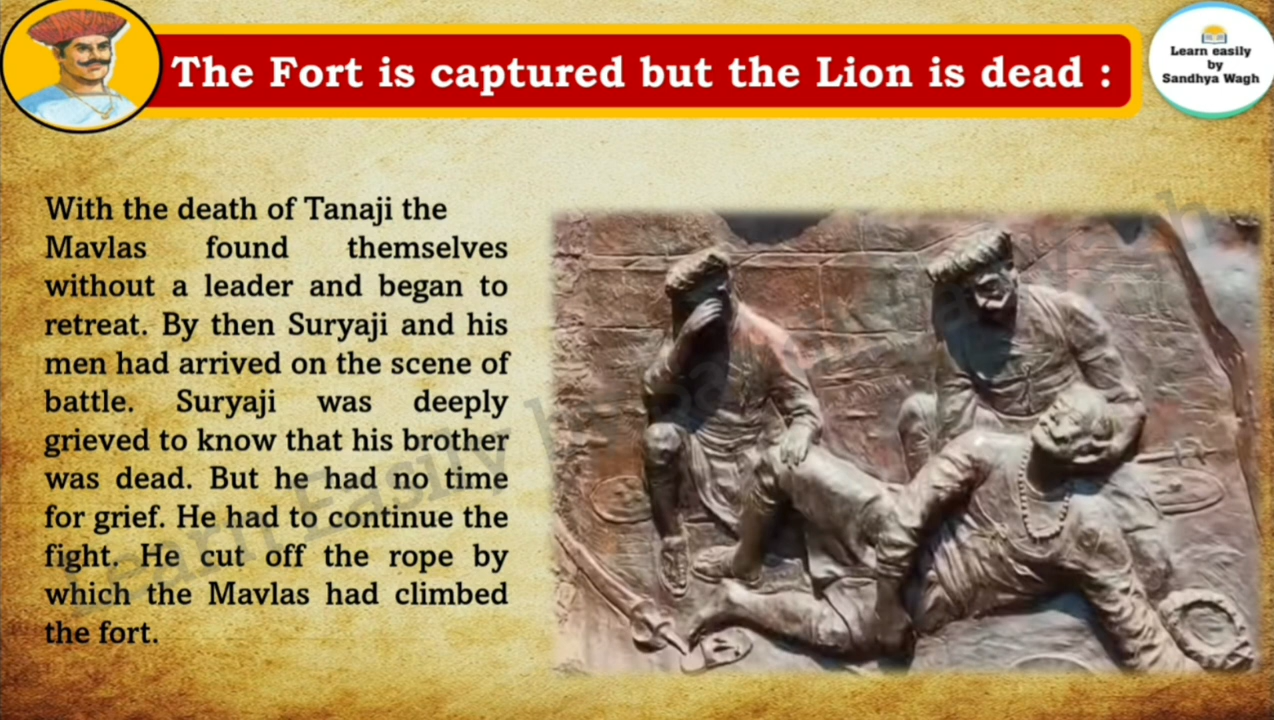 The Fort is captured but the Lion is dead :
Learn easily
by
Sandhya Wagh
With the death of Tanaji the
Mavlas found themselves
without a leader and began to
retreat. By then Suryaji and his
men had arrived on the scene of
battle. Suryaji was deeply
grieved to know that his brother
was dead. But he had no time
for grief. He had to continue the
fight. He cut off the rope by
which the Mavlas had climbed
the fort.